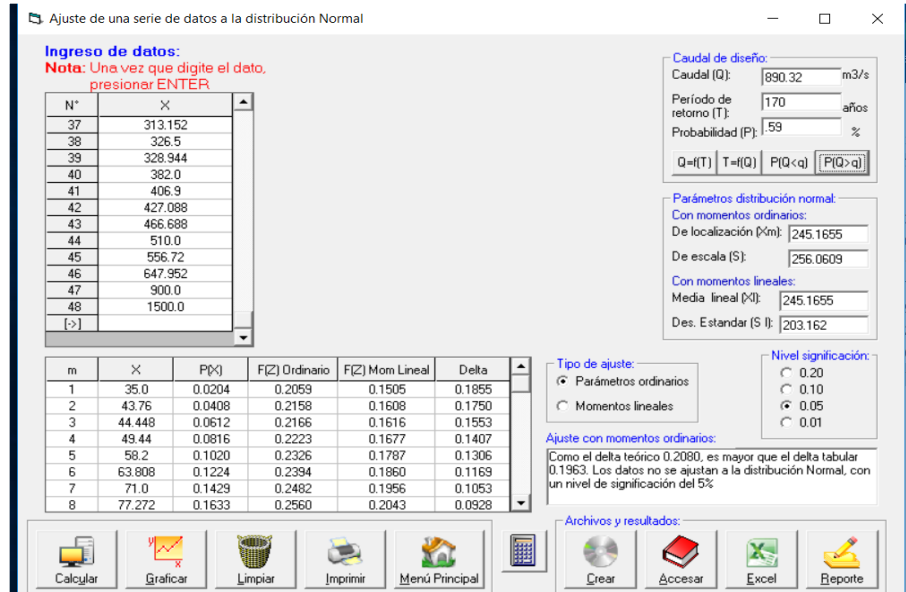 Ajuste de una serie de datos a la distribución Normal
Ingreso de datos:
Nota: Una vez que digite el dato,
presionar ENTER
N° X
37 313.152
38 326.5
39 328.944
40 382.0
41 406.9
42 427.088
43 466.688
44 510.0
45 556.72
46 647.952
47 900.0
48 1500.0
[->]
Caudal de diseño:
Caudal (Q): 890.32 m3/s
Período de
retorno (T): 170 años
Probabilidad (P): .59 %
Q=f(T) T=f(Q) P(Q<q) P(Q>q)
Parámetros distribución normal:
Con momentos ordinarios:
De localización (Xm): 245.1655
De escala (S): 256.0609
Con momentos lineales:
Media lineal (Xl): 245.1655
Des. Estandar (S l): 203.162
m X P(X) F(Z) Ordinario F(Z) Mom Lineal Delta
1 35.0 0.0204 0.2059 0.1505 0.1855
2 43.76 0.0408 0.2158 0.1608 0.1750
3 44.448 0.0612 0.2166 0.1616 0.1553
4 49.44 0.0816 0.2223 0.1677 0.1407
5 58.2 0.1020 0.2326 0.1787 0.1306
6 63.808 0.1224 0.2394 0.1860 0.1169
7 71.0 0.1429 0.2482 0.1956 0.1053
8 77.272 0.1633 0.2560 0.2043 0.0928
Tipo de ajuste:
Parámetros ordinarios
Momentos lineales
Nivel significación:
0.20
0.10
0.05
0.01
Ajuste con momentos ordinarios:
Como el delta teórico 0.2080, es mayor que el delta tabular
0.1963. Los datos no se ajustan a la distribución Normal, con
un nivel de significación del 5%
Calcular Graficar Limpiar Imprimir Menú Principal
Archivos y resultados:
Crear Accesar Excel Reporte